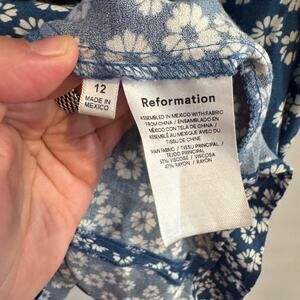 12
MADE IN
MEXICO
Reformation
ASSEMBLED IN MEXICO WITH FABRIC
FROM CHINA / ENSAMBLADO EN
MÉXICO CON TELA DE CHINA /
ASSEMBLÉ AU MEXIQUE AVEC DU
TISSU DE CHINE
MAIN FABRIC / TISSU PRINCIPAL /
TEJIDO PRINCIPAL
VISCOSE / VISCOSA
47% RAYON / RAYÓN